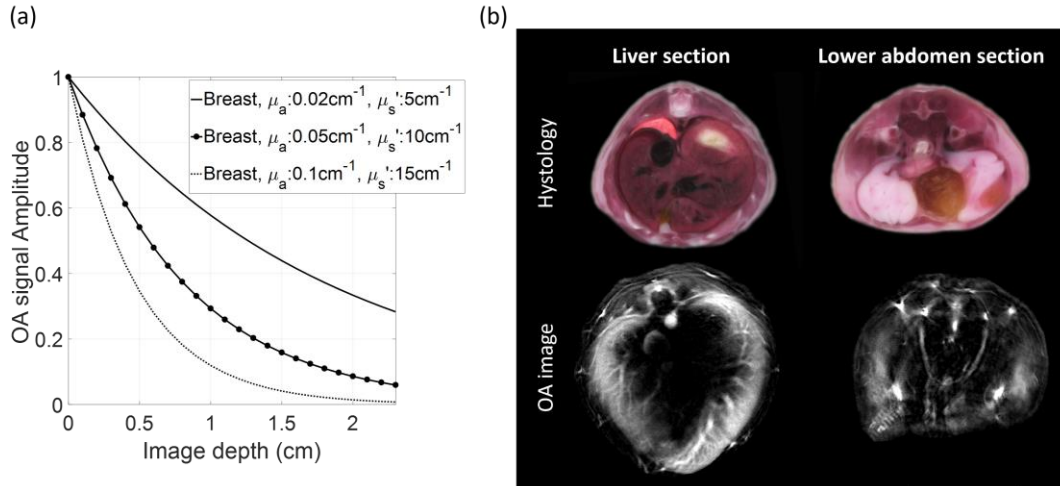 (a)
OA signal Amplitude
1
0.8
0.6
0.4
0.2
0
Breast, μa:0.02cm-1, μs':5cm-1
Breast, μa:0.05cm-1, μs':10cm-1
Breast, μa:0.1cm-1, μs':15cm-1
0 0.5 1 1.5 2
Image depth (cm)
(b)
Liver section Lower abdomen section
Hystology
OA image